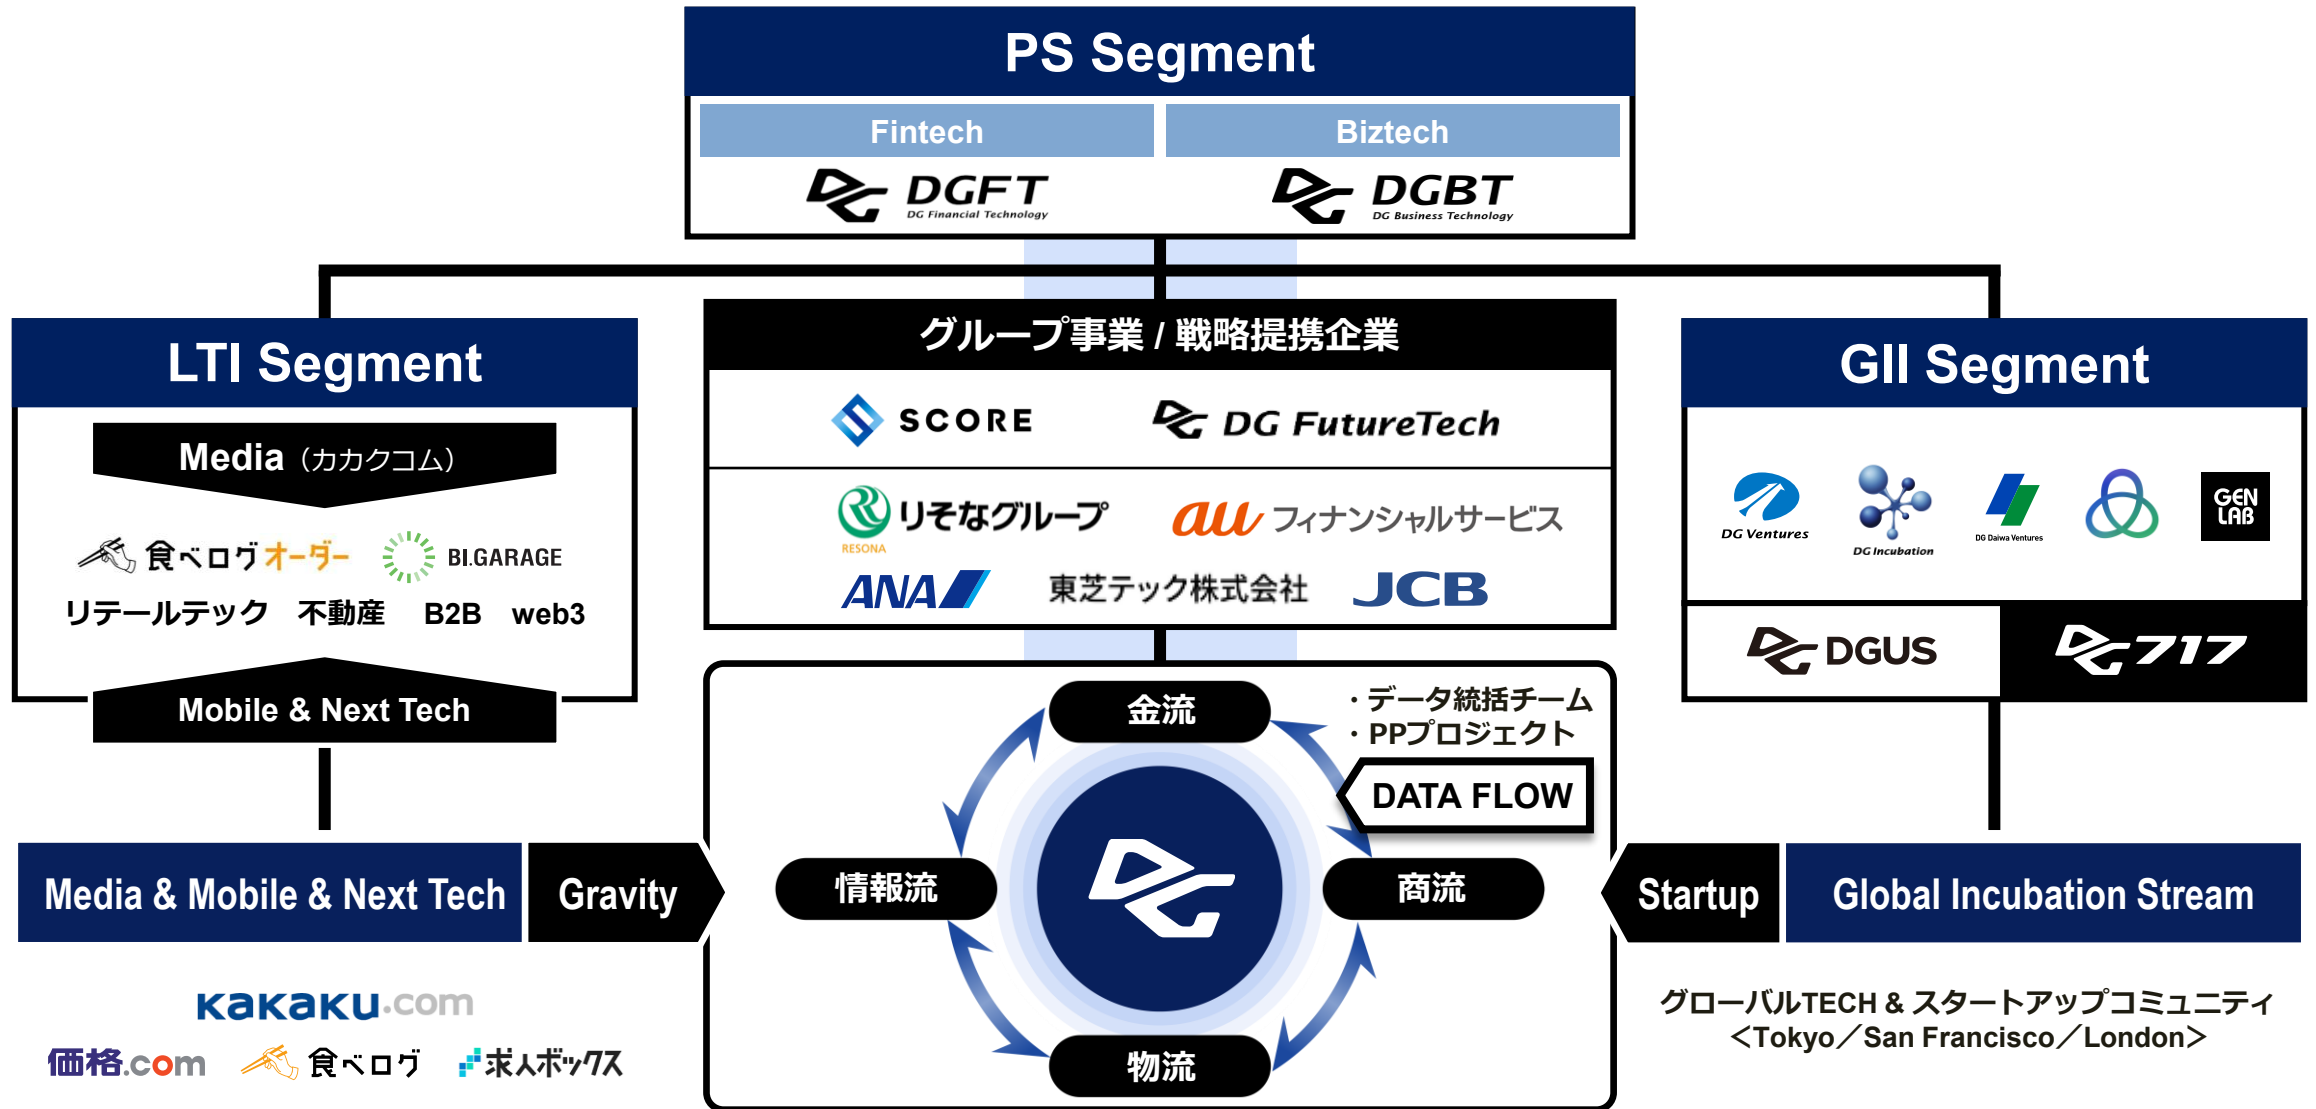 PS Segment
Fintech
Biztech
DGFT
DG Financial Technology
DGBT
DG Business Technology
LTI Segment
Media（カカクコム）
食べログオーダー
BI.GARAGE
リテールテック 不動産 B2B web3
Mobile & Next Tech
グループ事業 / 戦略提携企業
SCORE
DG FutureTech
RESONA
りそなグループ
au フィナンシャルサービス
ANA
東芝テック株式会社
JCB
GII Segment
DG Ventures
DG Incubation
DG Daiwa Ventures
GEN
LAB
DGUS
DG717
金流
・データ統括チーム
・PPプロジェクト
DATA FLOW
情報流
DG
商流
物流
Media & Mobile & Next Tech
Gravity
Startup
Global Incubation Stream
kakaku.com
価格.com
食べログ
求人ボックス
グローバルTECH & スタートアップコミュニティ
＜Tokyo／San Francisco／London＞